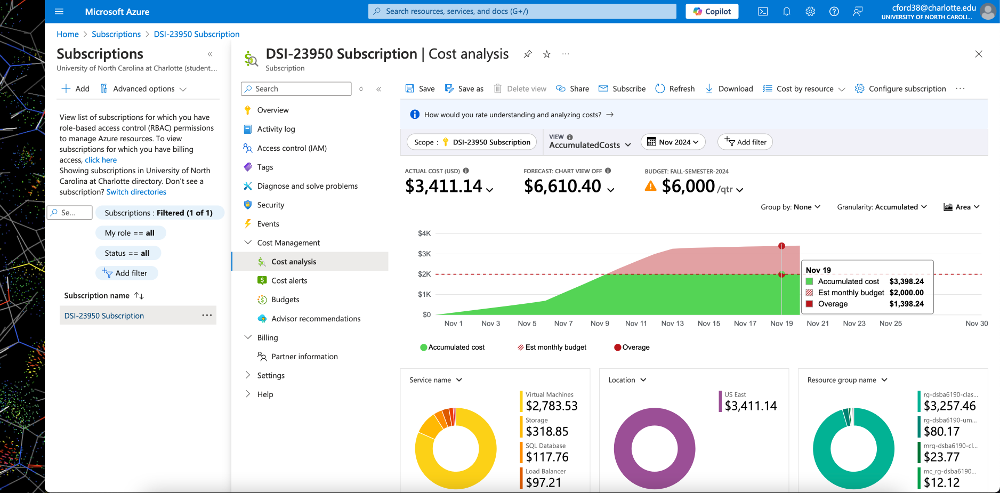 Microsoft Azure
Search resources, services, and docs (G+/)
Copilot
cford38@charlotte.edu
UNIVERSITY OF NORTH CAROLI...
Home > Subscriptions > DSI-23950 Subscription
Subscriptions
University of North Carolina at Charlotte (student....
Add
Advanced options
View list of subscriptions for which you have
role-based access control (RBAC) permissions
to manage Azure resources. To view
subscriptions for which you have billing
access, click here
Showing subscriptions in University of North
Carolina at Charlotte directory. Don't see a
subscription? Switch directories
Se...
Subscriptions : Filtered (1 of 1)
My role == all
Status == all
Add filter
Subscription name
DSI-23950 Subscription
DSI-23950 Subscription | Cost analysis
Subscription
Search
Overview
Activity log
Access control (IAM)
Tags
Diagnose and solve problems
Security
Events
Cost Management
Cost analysis
Cost alerts
Budgets
Advisor recommendations
Billing
Partner information
Settings
Help
Save
Save as
Delete view
Share
Subscribe
Refresh
Download
Cost by resource
Configure subscription
How would you rate understanding and analyzing costs?
Scope : DSI-23950 Subscription
VIEW
AccumulatedCosts
Nov 2024
Add filter
ACTUAL COST (USD)
$3,411.14
FORECAST: CHART VIEW OFF
$6,610.40
BUDGET: FALL-SEMESTER-2024
$6,000 /qtr
Group by: None
Granularity: Accumulated
Area
$4K
$3K
$2K
$1K
$0
Nov 1
Nov 3
Nov 5
Nov 7
Nov 9
Nov 11
Nov 13
Nov 15
Nov 17
Nov 19
Nov 21
Nov 23
Nov 25
Nov 30
Nov 19
Accumulated cost $3,398.24
Est monthly budget $2,000.00
Overage $1,398.24
Accumulated cost
Est monthly budget
Overage
Service name
Virtual Machines
$2,783.53
Storage
$318.85
SQL Database
$117.76
Load Balancer
$97.21
Location
US East
$3,411.14
Resource group name
rg-dsba6190-clas...
$3,257.46
rg-dsba6190-um...
$80.17
mrg-dsba6190-cl...
$23.77
mc_rg-dsba6190...
$12.12